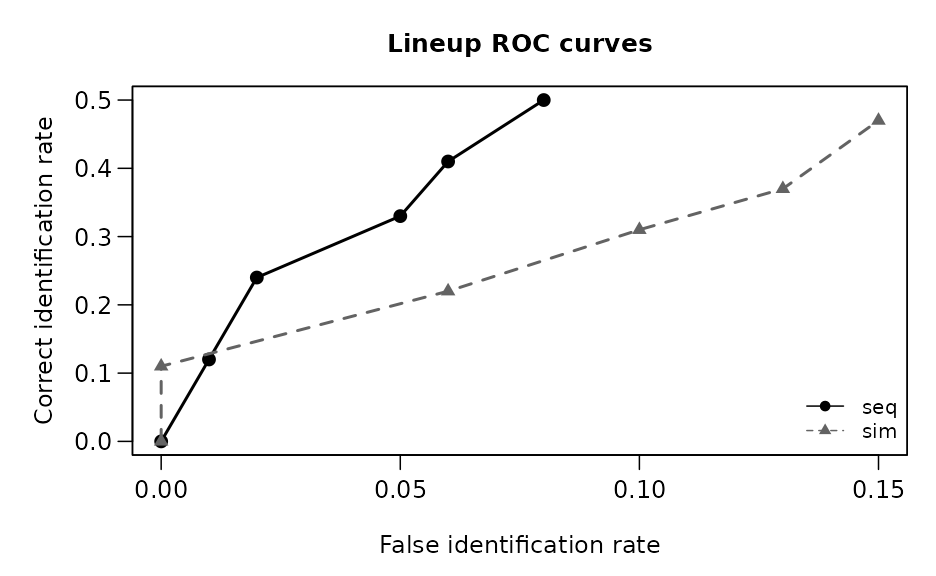 Lineup ROC curves
Correct identification rate
0.5
0.4
0.3
0.2
0.1
0.0
seq
sim
0.00 0.05 0.10 0.15
False identification rate